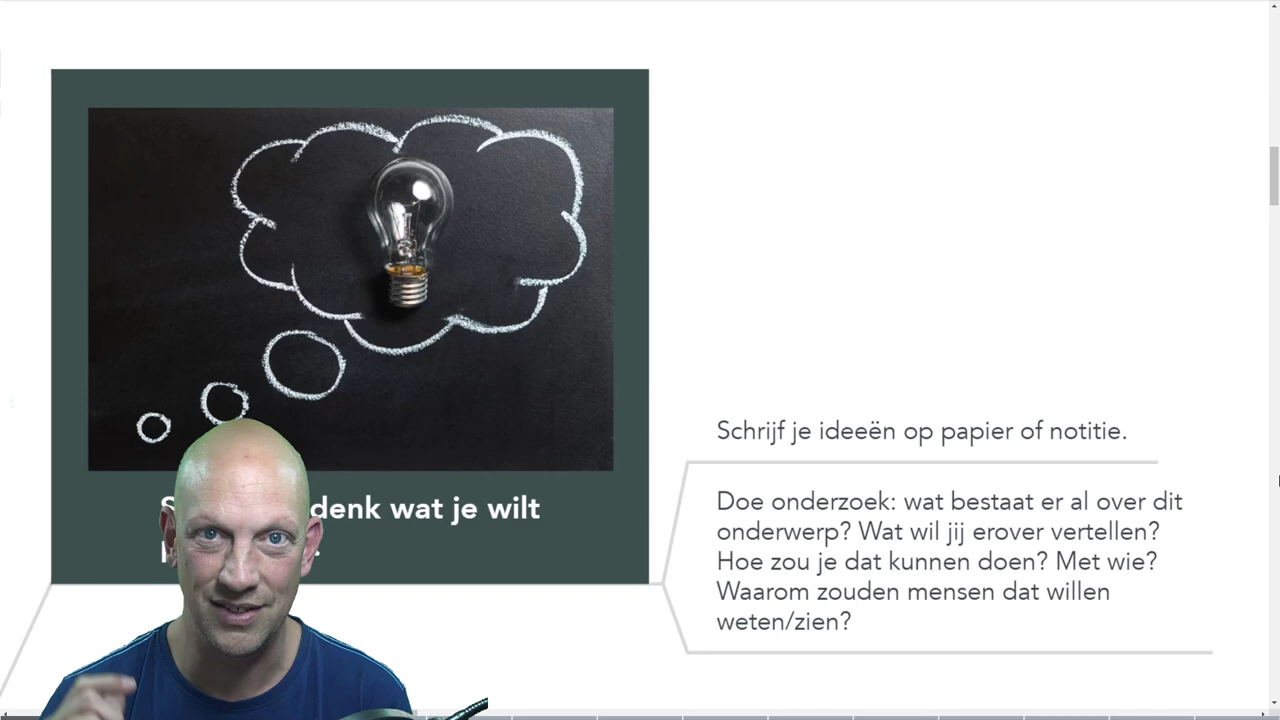 denk wat je wilt
Schrijf je ideeën op papier of notitie.
Doe onderzoek: wat bestaat er al over dit
onderwerp? Wat wil jij erover vertellen?
Hoe zou je dat kunnen doen? Met wie?
Waarom zouden mensen dat willen
weten/zien?